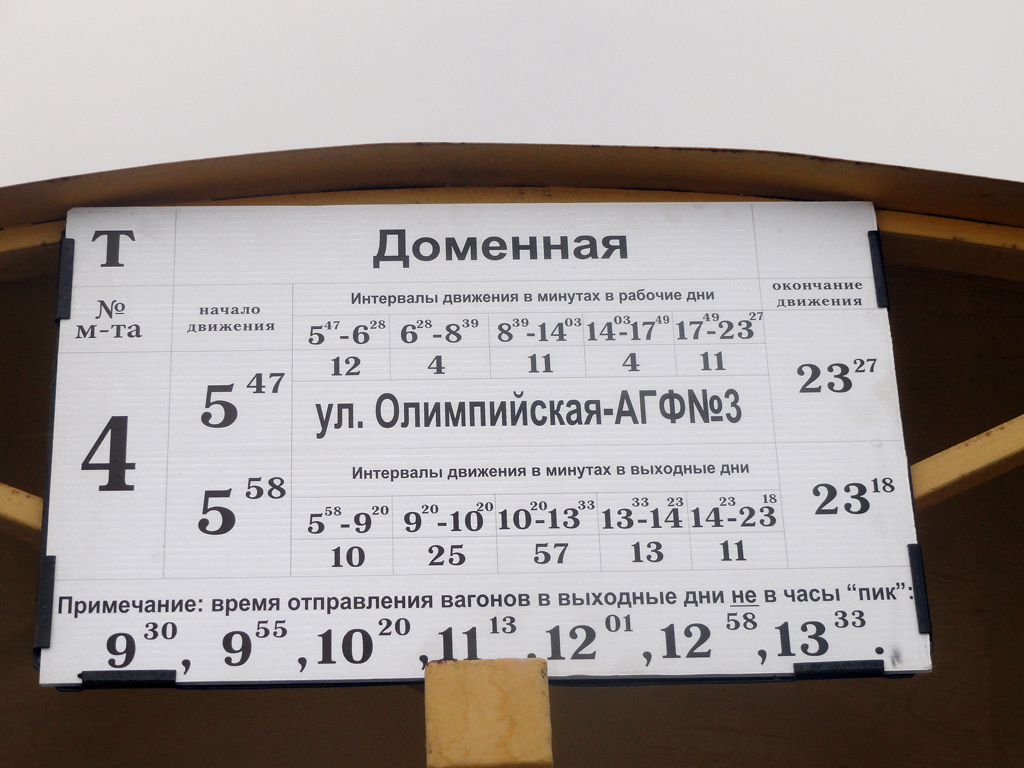 Т Доменная
№ м-та
начало движения
Интервалы движения в минутах в рабочие дни
окончание движения
5⁴⁷-6²⁸ 6²⁸-8³⁹ 8³⁹-14⁰³ 14⁰³-17⁴⁹ 17⁴⁹-23²⁷
12 4 11 4 11
5⁴⁷ 23²⁷
4 ул. Олимпийская-АГФ№3
Интервалы движения в минутах в выходные дни
5⁵⁸ 23¹⁸
5⁵⁸-9²⁰ 9²⁰-10²⁰ 10²⁰-13³³ 13³³-14²³ 14²³-23¹⁸
10 25 57 13 11
Примечание: время отправления вагонов в выходные дни не в часы “пик”:
9³⁰, 9⁵⁵, 10²⁰, 11¹³, 12⁰¹, 12⁵⁸, 13³³.